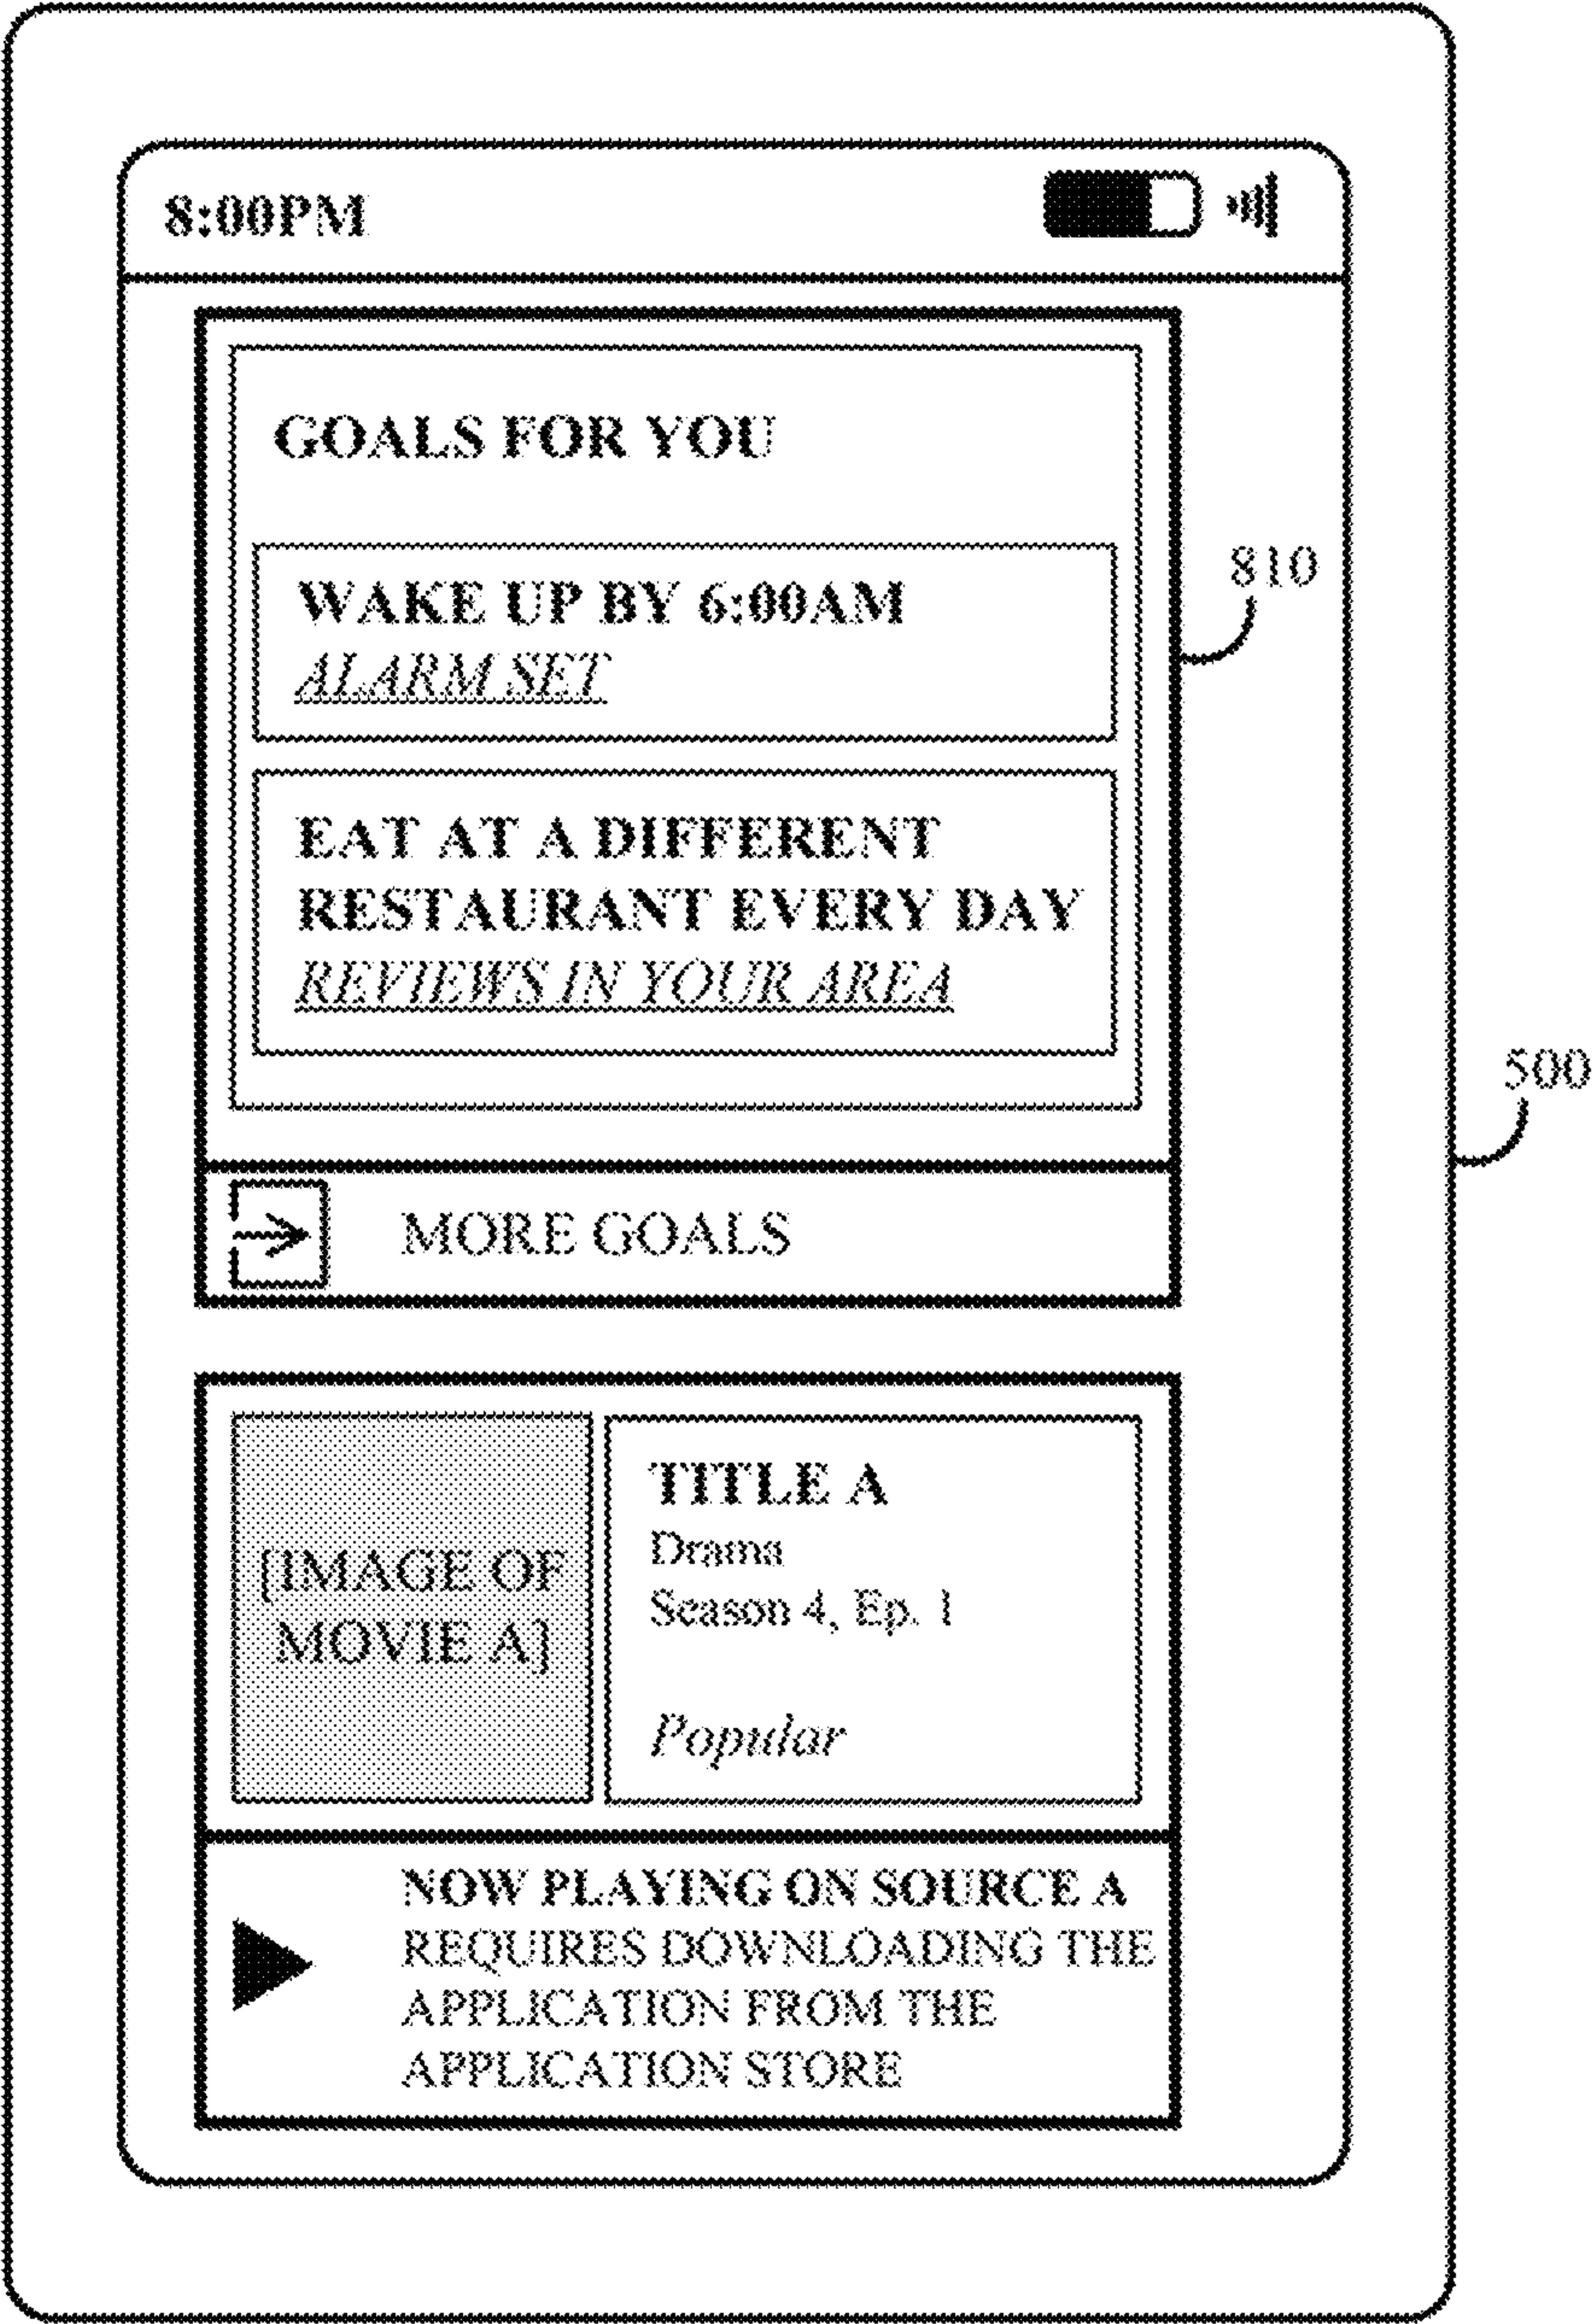 8:00PM
GOALS FOR YOU
WAKE UP BY 6:00AM
ALARM SET
810
EAT AT A DIFFERENT
RESTAURANT EVERY DAY
REVIEWS IN YOUR AREA
500
MORE GOALS
[IMAGE OF
MOVIE A]
TITLE A
Drama
Season 4, Ep. 1
Popular
NOW PLAYING ON SOURCE A
REQUIRES DOWNLOADING THE
APPLICATION FROM THE
APPLICATION STORE